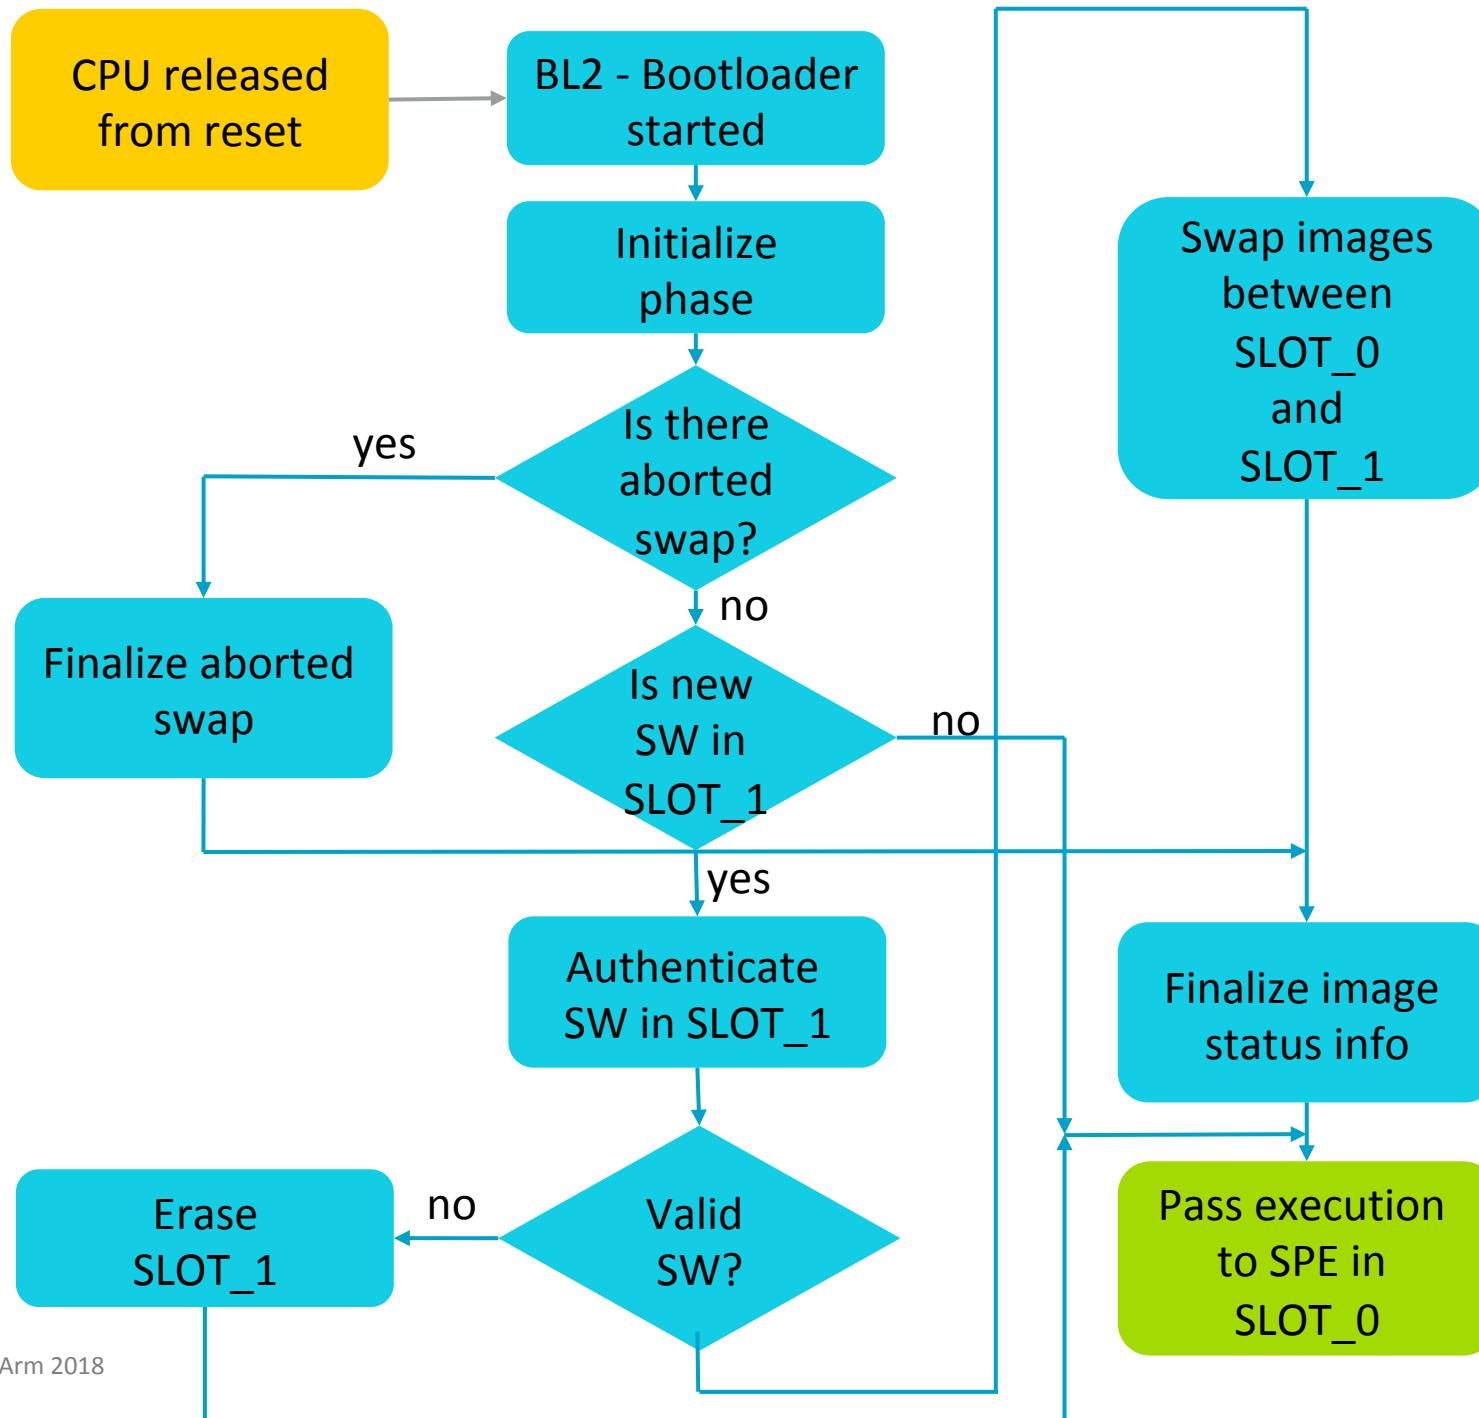 CPU released
from reset
BL2 - Bootloader
started
Initialize
phase
Is there
aborted
swap?
yes
no
Finalize aborted
swap
Is new
SW in
SLOT_1
no
yes
Authenticate
SW in SLOT_1
Valid
SW?
no
Erase
SLOT_1
Swap images
between
SLOT_0
and
SLOT_1
Finalize image
status info
Pass execution
to SPE in
SLOT_0
Arm 2018